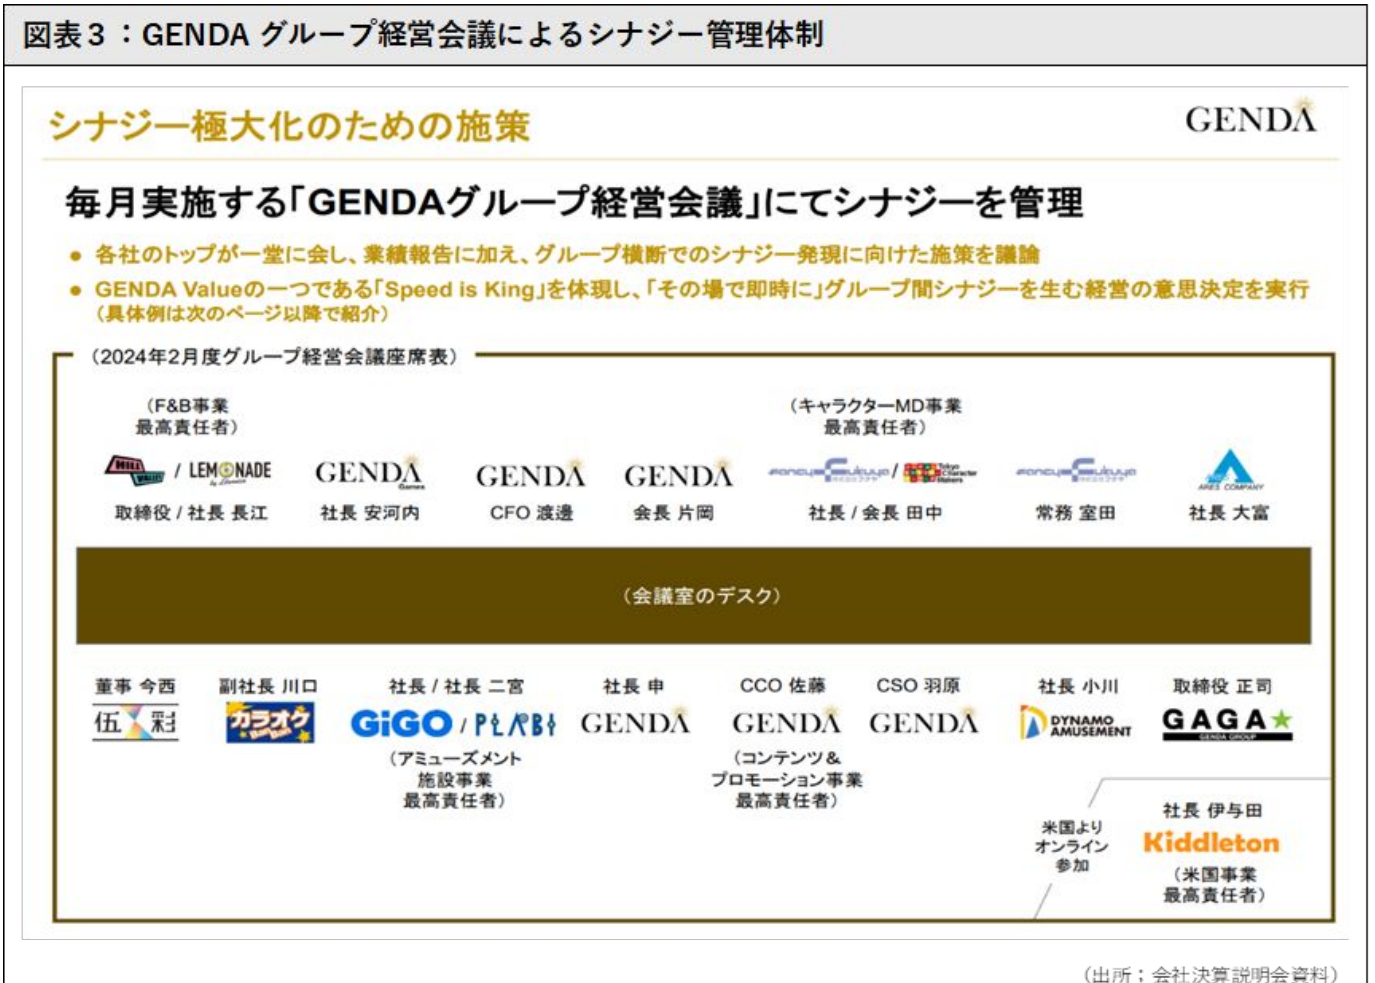 図表3：GENDA グループ経営会議によるシナジー管理体制
シナジー極大化のための施策
GENDA
毎月実施する「GENDAグループ経営会議」にてシナジーを管理
● 各社のトップが一堂に会し、業績報告に加え、グループ横断でのシナジー発現に向けた施策を議論
● GENDA Valueの一つである「Speed is King」を体現し、「その場で即時に」グループ間シナジーを生む経営の意思決定を実行
（具体例は次のページ以降で紹介）
（2024年2月度グループ経営会議座席表）
（F&B事業
最高責任者）
（キャラクターMD事業
最高責任者）
MILL VALLEY / LEMONADE by Lemonica GENDA Games GENDA GENDA Fancy Fukuya / Tokyo Character Makers Fancy Fukuya ARES COMPANY
取締役 / 社長 長江 社長 安河内 CFO 渡邊 会長 片岡 社長 / 会長 田中 常務 室田 社長 大富
（会議室のデスク）
董事 今西 副社長 川口 社長 / 社長 二宮 社長 申 CCO 佐藤 CSO 羽原 社長 小川 取締役 正司
伍彩 カラオケ BanBan GiGO / PLABI GENDA GENDA GENDA DYNAMO AMUSEMENT GAGA★ GENDA GROUP
（アミューズメント
施設事業
最高責任者）
（コンテンツ＆
プロモーション事業
最高責任者）
米国より
オンライン
参加
社長 伊与田
Kiddleton
（米国事業
最高責任者）
（出所；会社決算説明会資料）